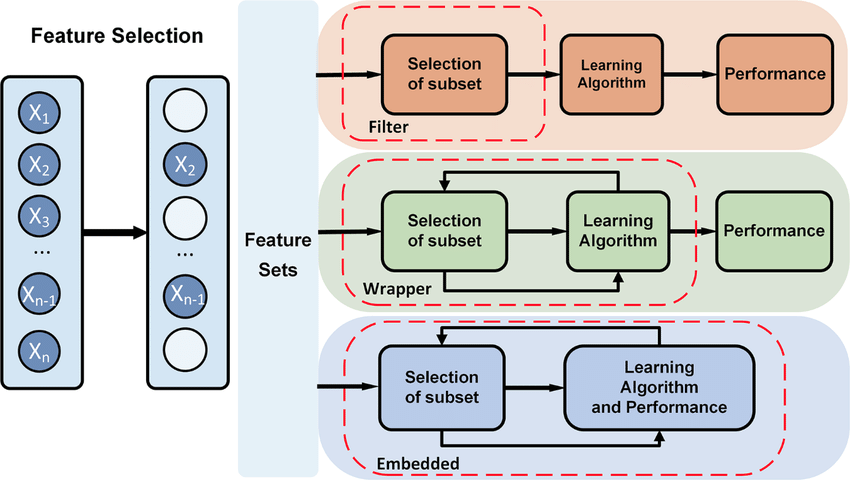 Feature Selection
X1
X2
X3
...
Xn-1
Xn
X2
...
Xn-1
Feature
Sets
Selection
of subset
Learning
Algorithm
Performance
Filter
Selection
of subset
Learning
Algorithm
Performance
Wrapper
Selection
of subset
Learning
Algorithm
and Performance
Embedded